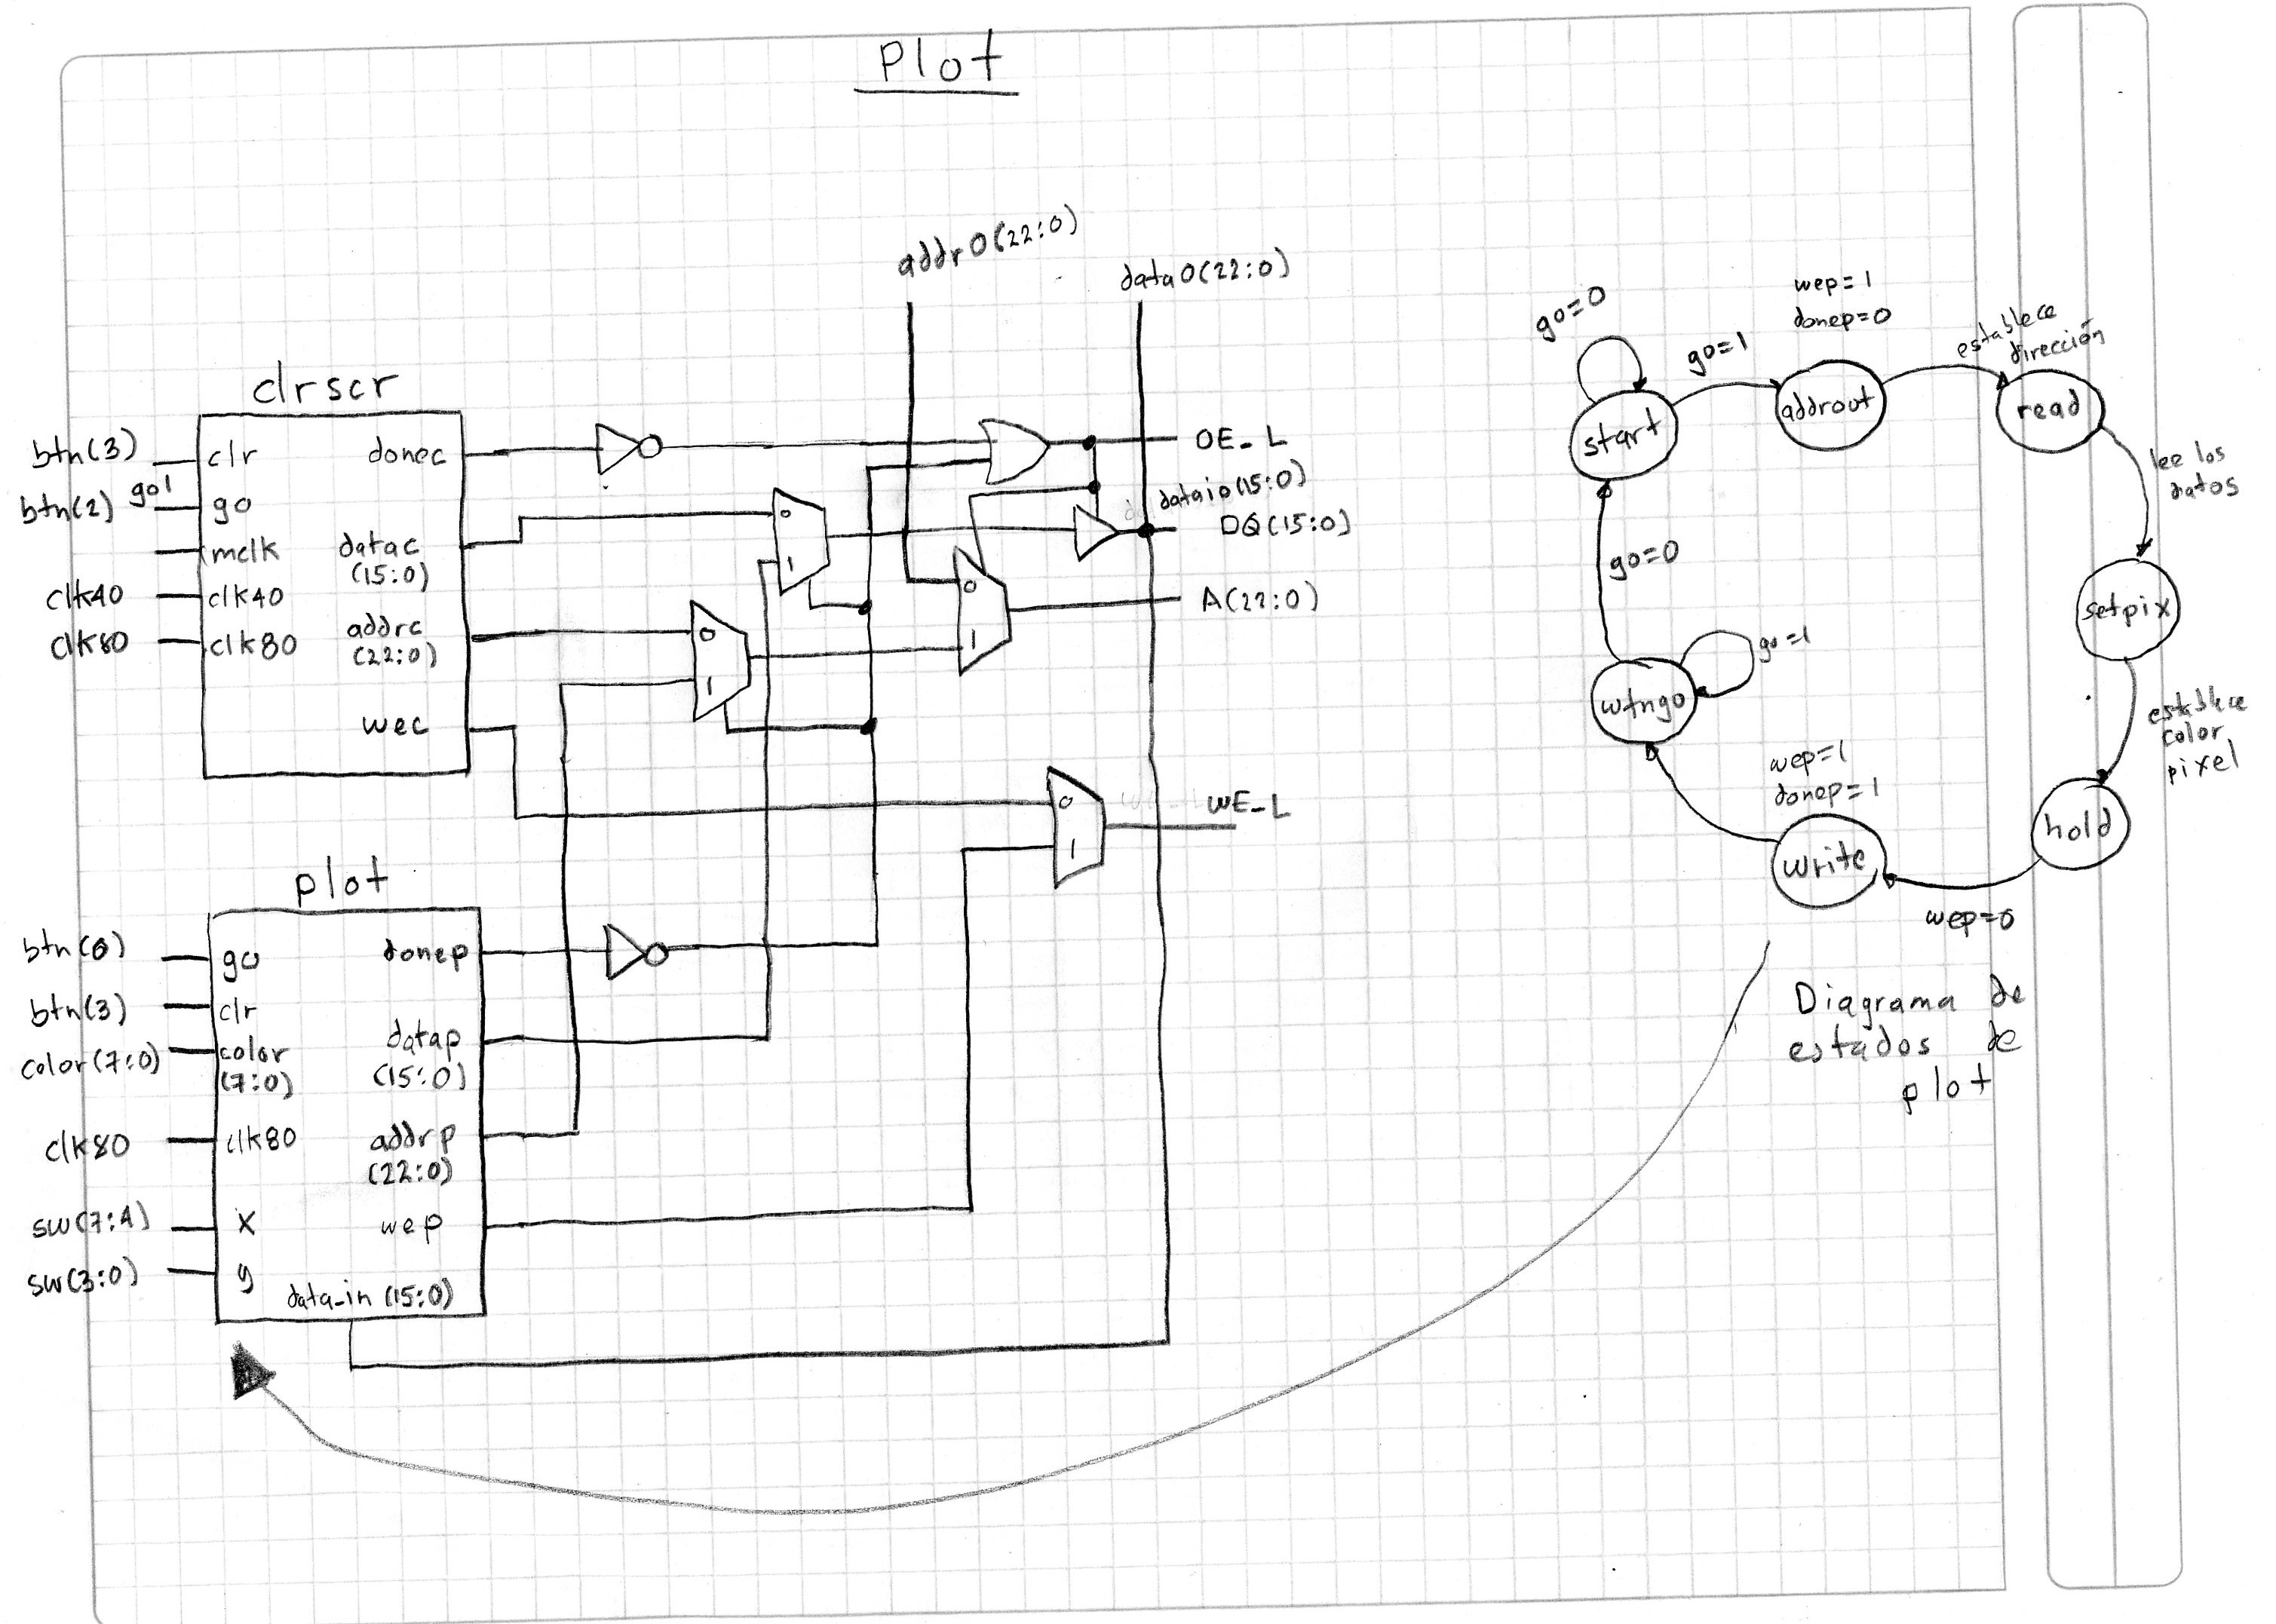 Plot
addr0(22:0)
data0(22:0)
clrscr
btn(3)
clr
donec
OE_L
btn(2)
go1
go
dataio(15:0)
DQ(15:0)
mclk
datac
(15:0)
0
1
clk40
clk40
addrc
(22:0)
0
1
0
1
A(22:0)
clk80
clk80
wec
0
1
WE_L
plot
btn(0)
go
donep
btn(3)
clr
color(7:0)
color
(7:0)
datap
(15:0)
clk80
clk80
addrp
(22:0)
sw(7:4)
x
wep
sw(3:0)
y
data_in (15:0)
go=0
start
go=1
wep=1
donep=0
addrout
establece
dirección
read
lee los
datos
setpix
establece
color
pixel
hold
wep=0
write
wep=1
donep=1
wtngo
go=1
go=0
Diagrama de
estados de
plot